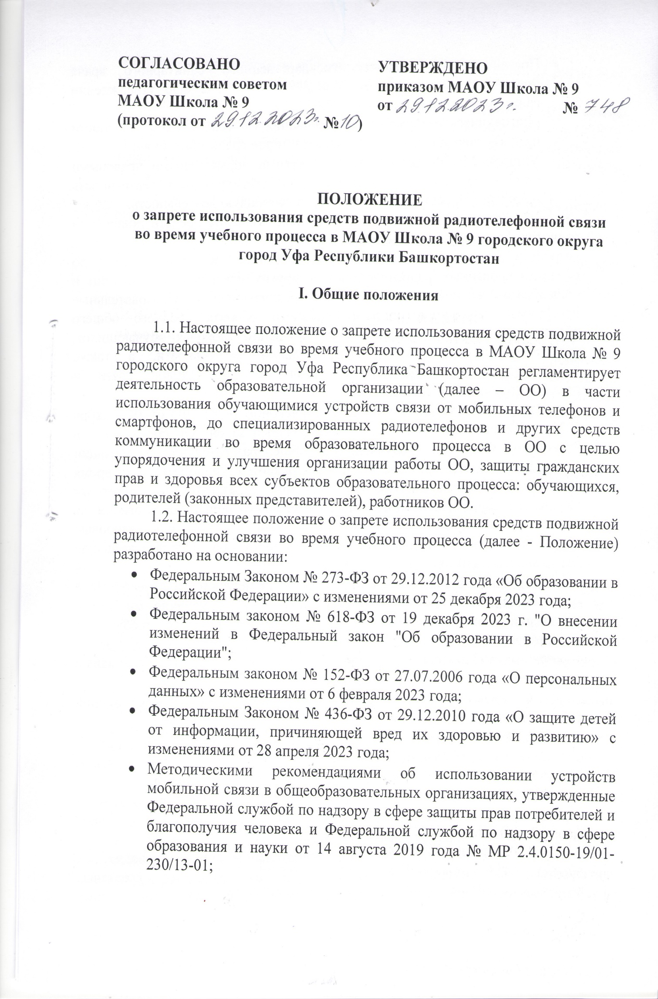 СОГЛАСОВАНО
педагогическим советом
МАОУ Школа № 9
(протокол от 29.12.2023г. №10)
УТВЕРЖДЕНО
приказом МАОУ Школа № 9
от 29.12.2023г. № 748
ПОЛОЖЕНИЕ
о запрете использования средств подвижной радиотелефонной связи
во время учебного процесса в МАОУ Школа № 9 городского округа
город Уфа Республики Башкортостан
I. Общие положения
1.1. Настоящее положение о запрете использования средств подвижной
радиотелефонной связи во время учебного процесса в МАОУ Школа № 9
городского округа город Уфа Республика Башкортостан регламентирует
деятельность образовательной организации (далее – ОО) в части
использования обучающимися устройств связи от мобильных телефонов и
смартфонов, до специализированных радиотелефонов и других средств
коммуникации во время образовательного процесса в ОО с целью
упорядочения и улучшения организации работы ОО, защиты гражданских
прав и здоровья всех субъектов образовательного процесса: обучающихся,
родителей (законных представителей), работников ОО.
1.2. Настоящее положение о запрете использования средств подвижной
радиотелефонной связи во время учебного процесса (далее - Положение)
разработано на основании:
• Федеральным Законом № 273-ФЗ от 29.12.2012 года «Об образовании в
Российской Федерации» с изменениями от 25 декабря 2023 года;
• Федеральным законом № 618-ФЗ от 19 декабря 2023 г. "О внесении
изменений в Федеральный закон "Об образовании в Российской
Федерации";
• Федеральным законом № 152-ФЗ от 27.07.2006 года «О персональных
данных» с изменениями от 6 февраля 2023 года;
• Федеральным Законом № 436-ФЗ от 29.12.2010 года «О защите детей
от информации, причиняющей вред их здоровью и развитию» с
изменениями от 28 апреля 2023 года;
• Методическими рекомендациями об использовании устройств
мобильной связи в общеобразовательных организациях, утвержденные
Федеральной службой по надзору в сфере защиты прав потребителей и
благополучия человека и Федеральной службой по надзору в сфере
образования и науки от 14 августа 2019 года № МР 2.4.0150-19/01-
230/13-01;